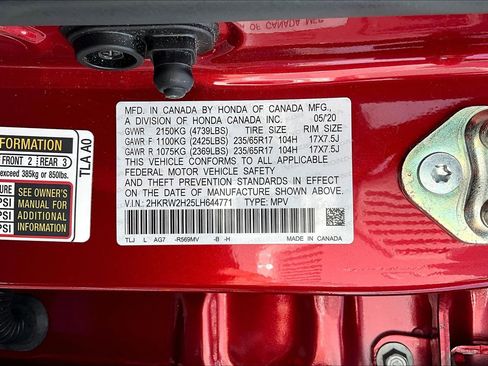 MFD. IN CANADA BY HONDA OF CANADA MFG.,
A DIVISION OF HONDA CANADA INC. 05/20
GVWR 2150KG (4739LBS) TIRE SIZE RIM SIZE
GAWR F 1100KG (2425LBS) 235/65R17 104H 17X7.5J
GAWR R 1075KG (2369LBS) 235/65R17 104H 17X7.5J
THIS VEHICLE CONFORMS TO ALL APPLICABLE
FEDERAL MOTOR VEHICLE SAFETY
AND THEFT PREVENTION STANDARDS IN EFFECT
ON THE DATE OF MANUFACTURE SHOWN ABOVE.
V.I.N: 2HKRW2H25LH644771 TYPE: MPV
TLJ L AG7 -R569MV -B -H MADE IN CANADA
TLA A0
INFORMATION
FRONT 2 REAR 3
exceed 385kg or 850lbs.
SEE OWNER'S
MANUAL FOR
ADDITIONAL
INFORMATION
PSI
PSI